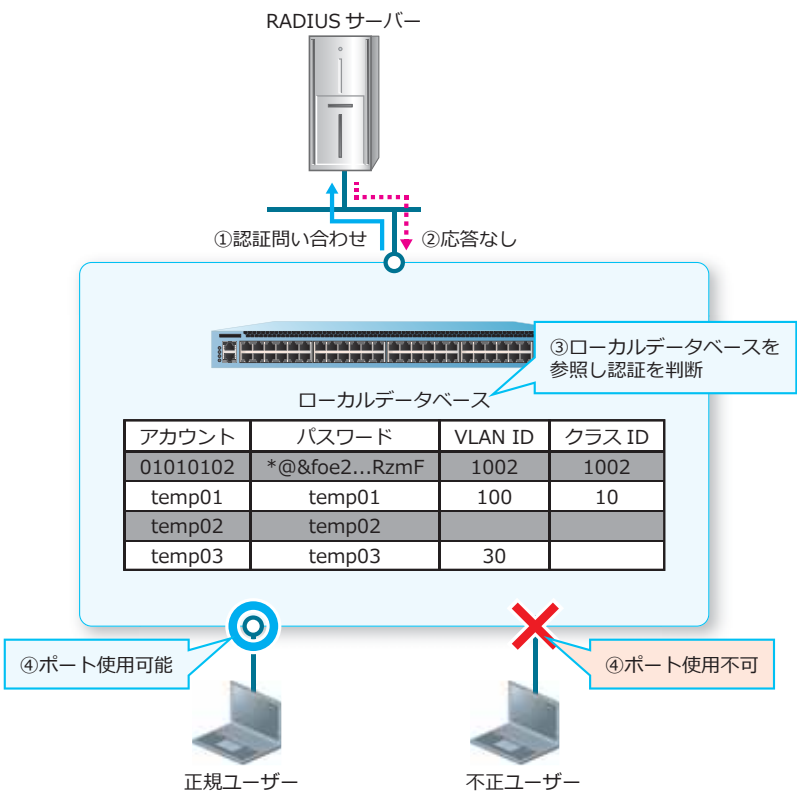 RADIUS サーバー
①認証問い合わせ
②応答なし
③ローカルデータベースを
参照し認証を判断
ローカルデータベース
アカウント パスワード VLAN ID クラス ID
01010102 *@&foe2...RzmF 1002 1002
temp01 temp01 100 10
temp02 temp02
temp03 temp03 30
④ポート使用可能
④ポート使用不可
正規ユーザー
不正ユーザー